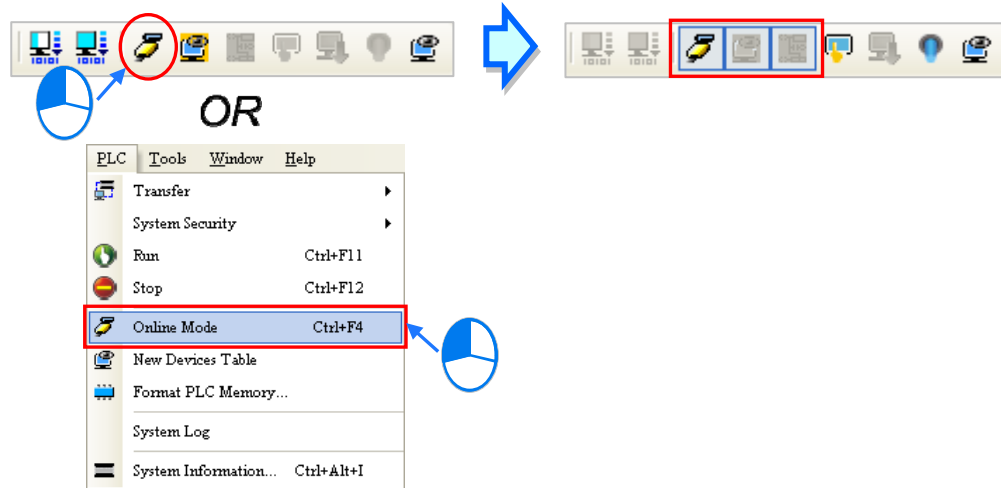 OR
PLC Tools Window Help
Transfer
System Security
Run Ctrl+F11
Stop Ctrl+F12
Online Mode Ctrl+F4
New Devices Table
Format PLC Memory...
System Log
System Information... Ctrl+Alt+I